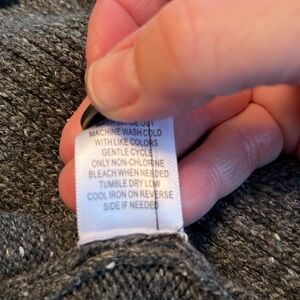 WASH INSIDE OUT
MACHINE WASH COLD
WITH LIKE COLORS
GENTLE CYCLE
ONLY NON-CHLORINE
BLEACH WHEN NEEDED
TUMBLE DRY LOW
COOL IRON ON REVERSE
SIDE IF NEEDED